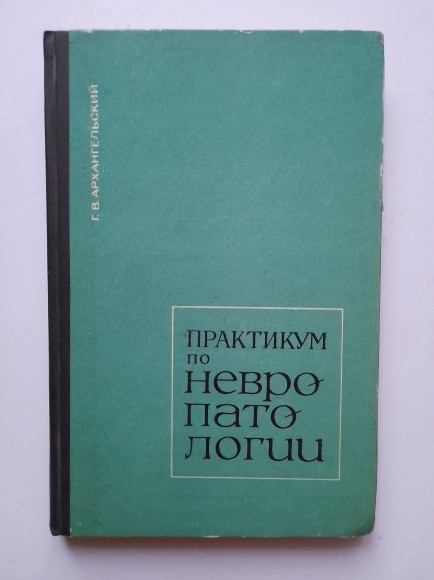 Г. В. АРХАНГЕЛЬСКИЙ
ПРАКТИКУМ
по
невро
пато
логии